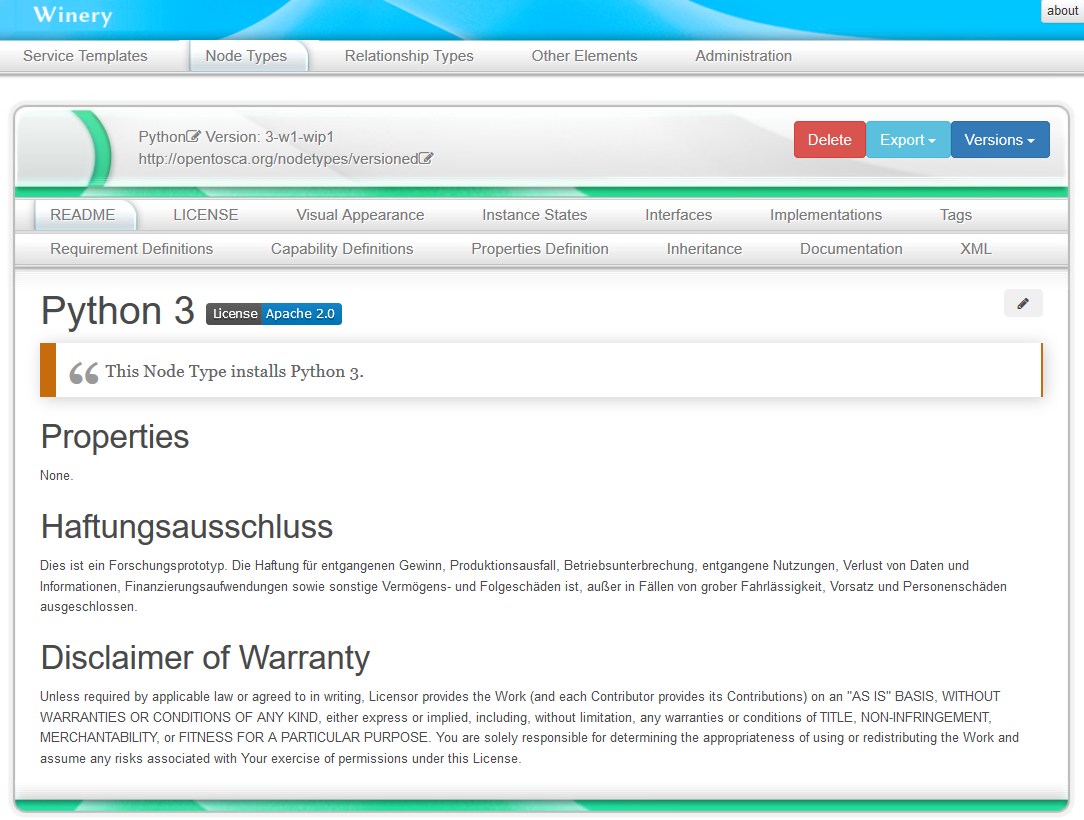 Winery
about
Service Templates Node Types Relationship Types Other Elements Administration
Python Version: 3-w1-wip1
http://opentosca.org/nodetypes/versioned
Delete Export Versions
README LICENSE Visual Appearance Instance States Interfaces Implementations Tags
Requirement Definitions Capability Definitions Properties Definition Inheritance Documentation XML
Python 3 License Apache 2.0
“ This Node Type installs Python 3.
Properties
None.
Haftungsausschluss
Dies ist ein Forschungsprototyp. Die Haftung für entgangenen Gewinn, Produktionsausfall, Betriebsunterbrechung, entgangene Nutzungen, Verlust von Daten und
Informationen, Finanzierungsaufwendungen sowie sonstige Vermögens- und Folgeschäden ist, außer in Fällen von grober Fahrlässigkeit, Vorsatz und Personenschäden
ausgeschlossen.
Disclaimer of Warranty
Unless required by applicable law or agreed to in writing, Licensor provides the Work (and each Contributor provides its Contributions) on an "AS IS" BASIS, WITHOUT
WARRANTIES OR CONDITIONS OF ANY KIND, either express or implied, including, without limitation, any warranties or conditions of TITLE, NON-INFRINGEMENT,
MERCHANTABILITY, or FITNESS FOR A PARTICULAR PURPOSE. You are solely responsible for determining the appropriateness of using or redistributing the Work and
assume any risks associated with Your exercise of permissions under this License.